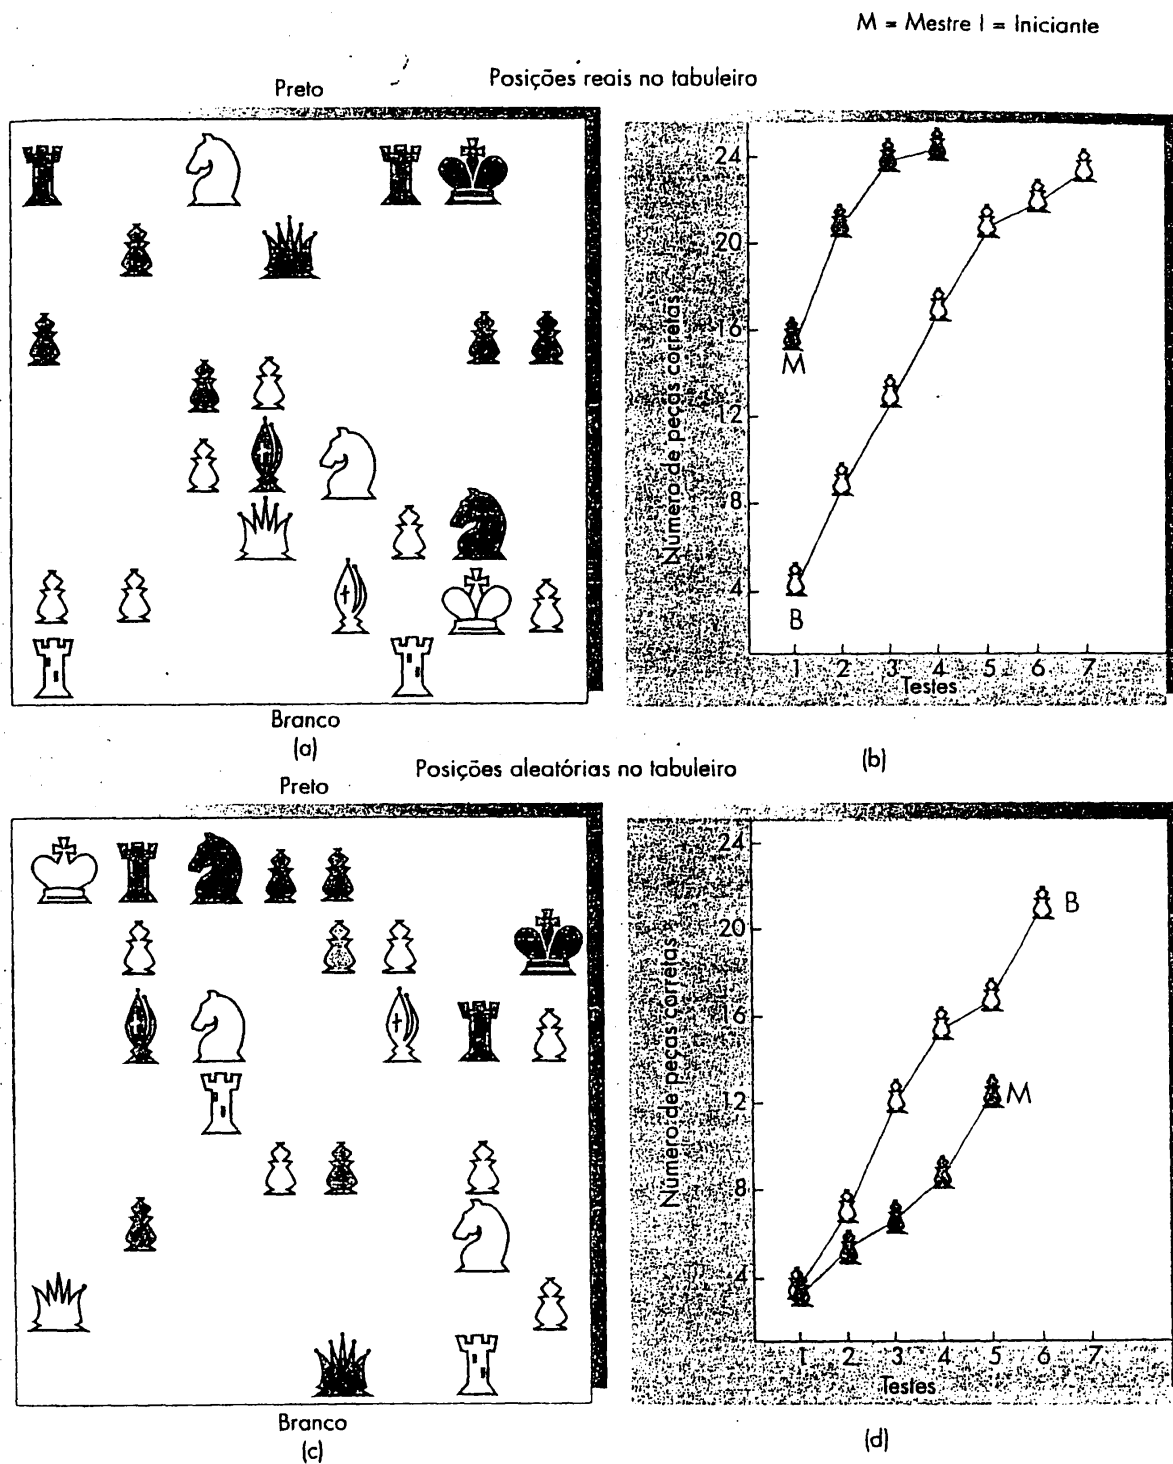 M = Mestre I = Iniciante
Posições reais no tabuleiro
Preto
Branco
(a)
24
20
16
12
8
4
Numero de peças corretas
M
B
1 2 3 4 5 6 7
Testes
(b)
Posições aleatórias no tabuleiro
Preto
Branco
(c)
24
20
16
12
8
4
Numero de peças corretas
B
M
1 2 3 4 5 6 7
Testes
(d)